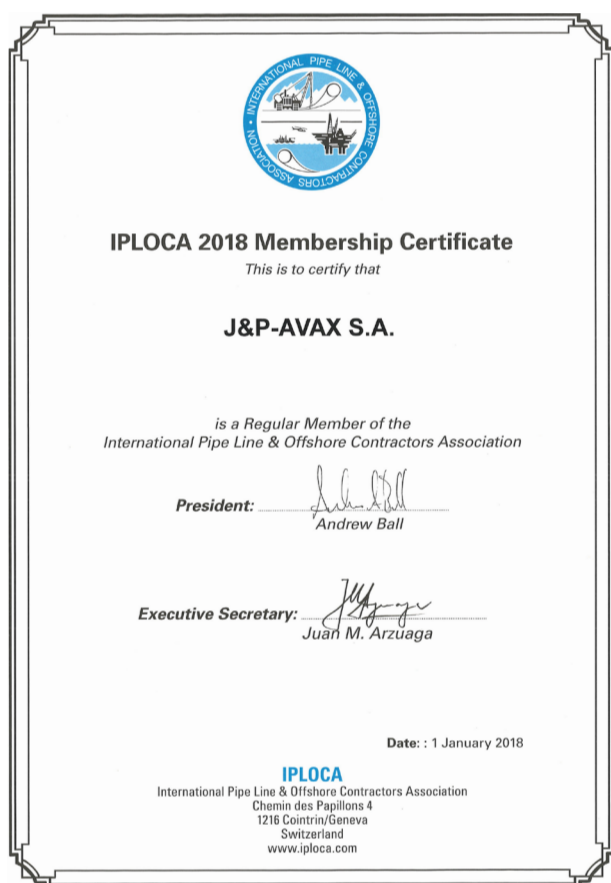 INTERNATIONAL PIPE LINE & OFFSHORE CONTRACTORS ASSOCIATION •
IPLOCA 2018 Membership Certificate
This is to certify that
J&P-AVAX S.A.
is a Regular Member of the
International Pipe Line & Offshore Contractors Association
President:
Andrew Ball
Executive Secretary:
Juan M. Arzuaga
Date: : 1 January 2018
IPLOCA
International Pipe Line & Offshore Contractors Association
Chemin des Papillons 4
1216 Cointrin/Geneva
Switzerland
www.iploca.com